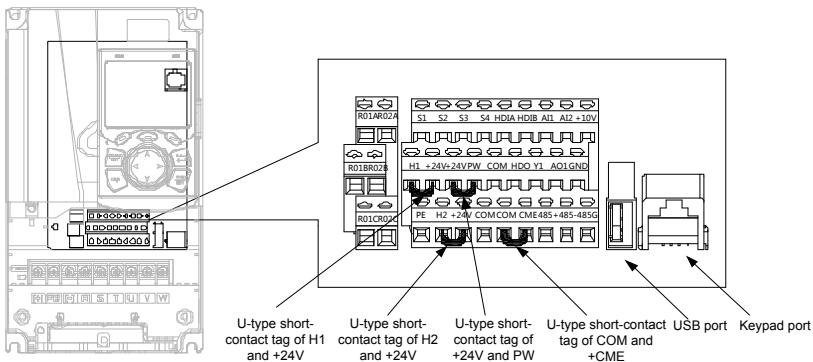 R01A R02A
S1 S2 S3 S4 HDIA HDIB AI1 AI2 +10V
R01B R02B
H1 +24V +24V PW COM HDO Y1 AO1 GND
R01C R02C
PE H2 +24V COM COM CME 485+ 485- 485G
(+) PB (-) R S T U V W
U-type short-
contact tag of H1
and +24V
U-type short-
contact tag of H2
and +24V
U-type short-
contact tag of
+24V and PW
U-type short-contact
tag of COM and
+CME
USB port
Keypad port